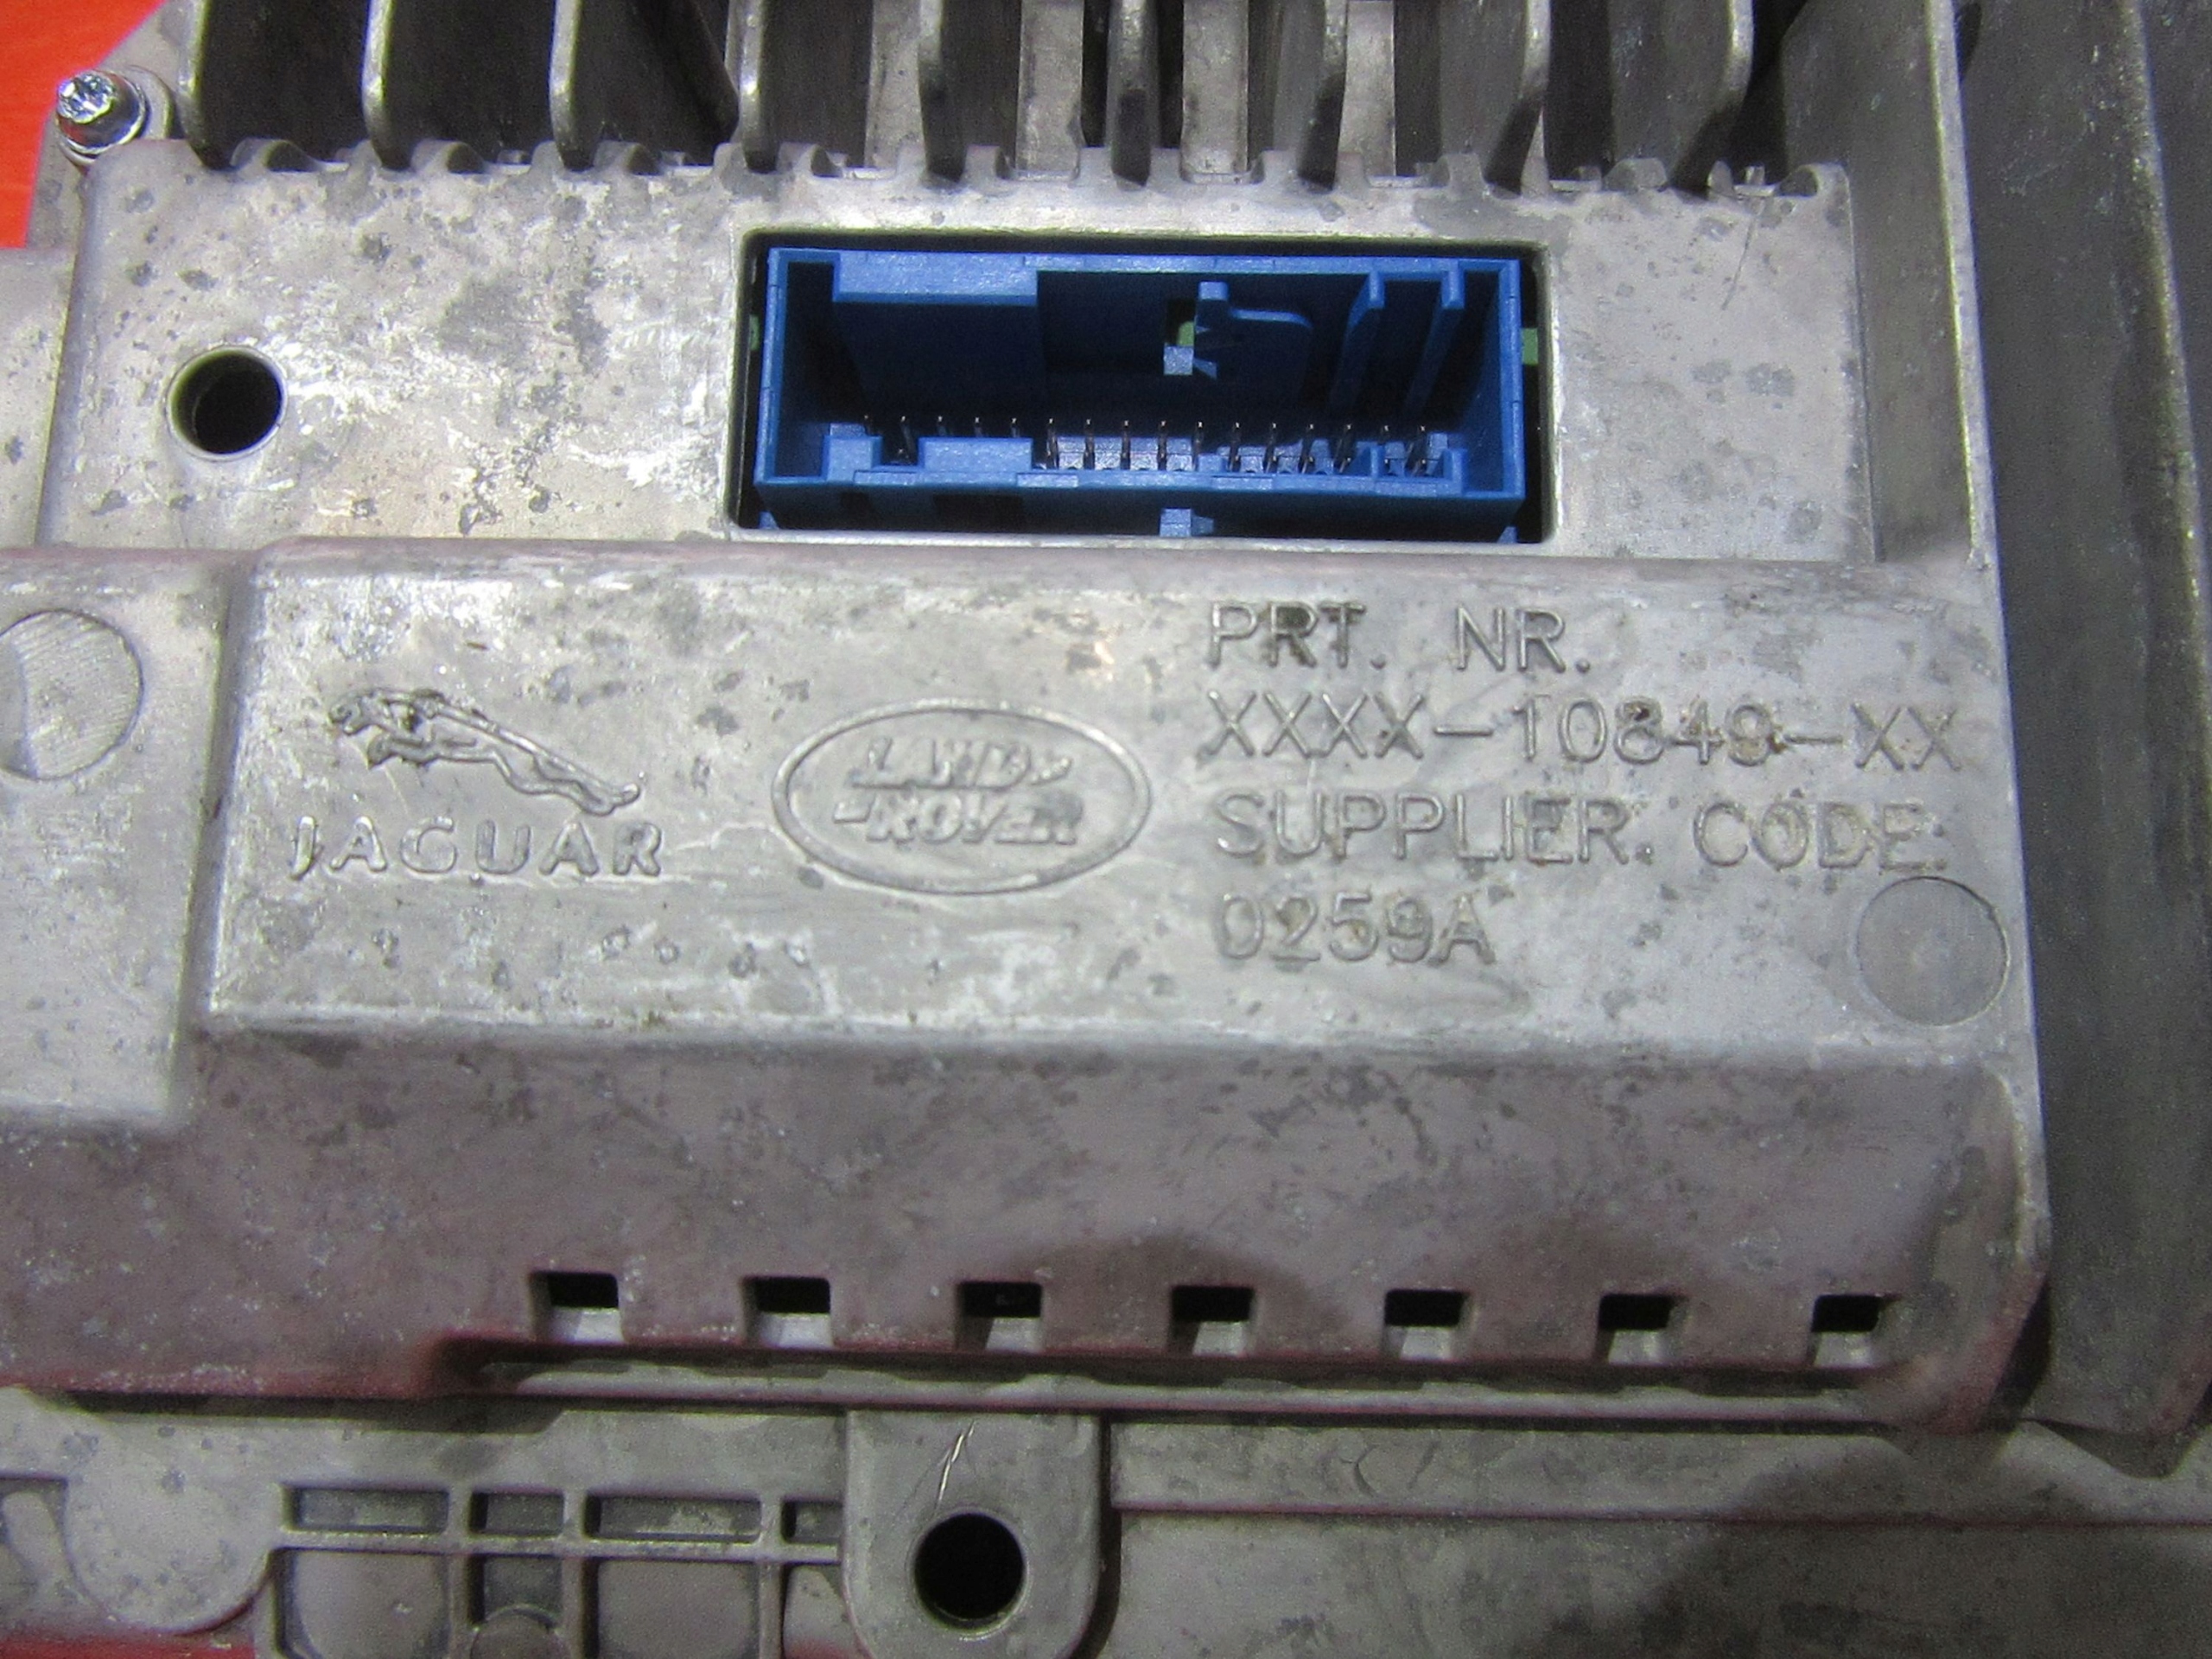 JAGUAR
LAND-
-ROVER
PRT. NR.
XXXX-10849-XX
SUPPLIER. CODE.
0259A